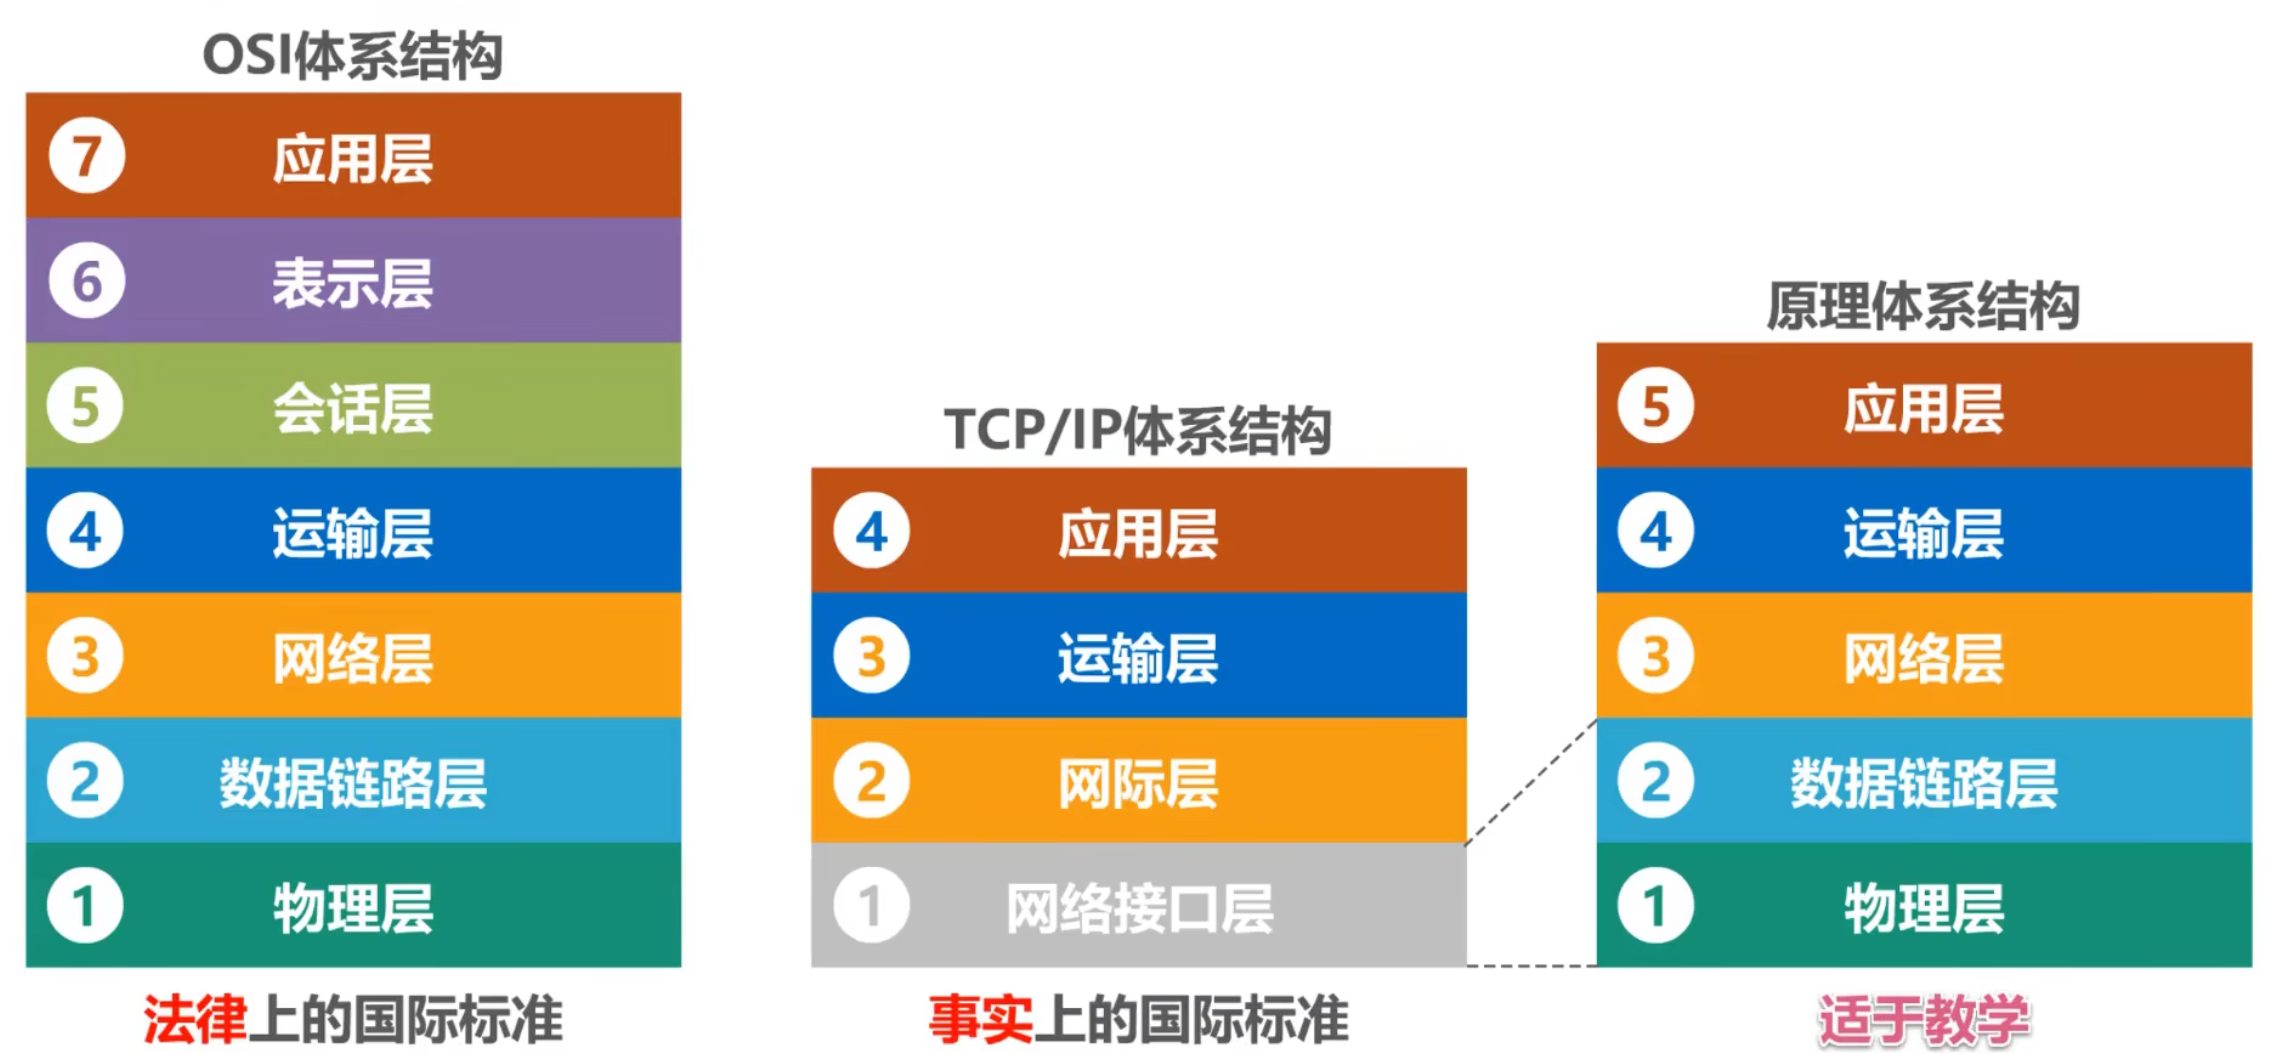 OSI体系结构
7 应用层
6 表示层
5 会话层
4 运输层
3 网络层
2 数据链路层
1 物理层
法律上的国际标准
TCP/IP体系结构
4 应用层
3 运输层
2 网际层
1 网络接口层
事实上的国际标准
原理体系结构
5 应用层
4 运输层
3 网络层
2 数据链路层
1 物理层
适于教学